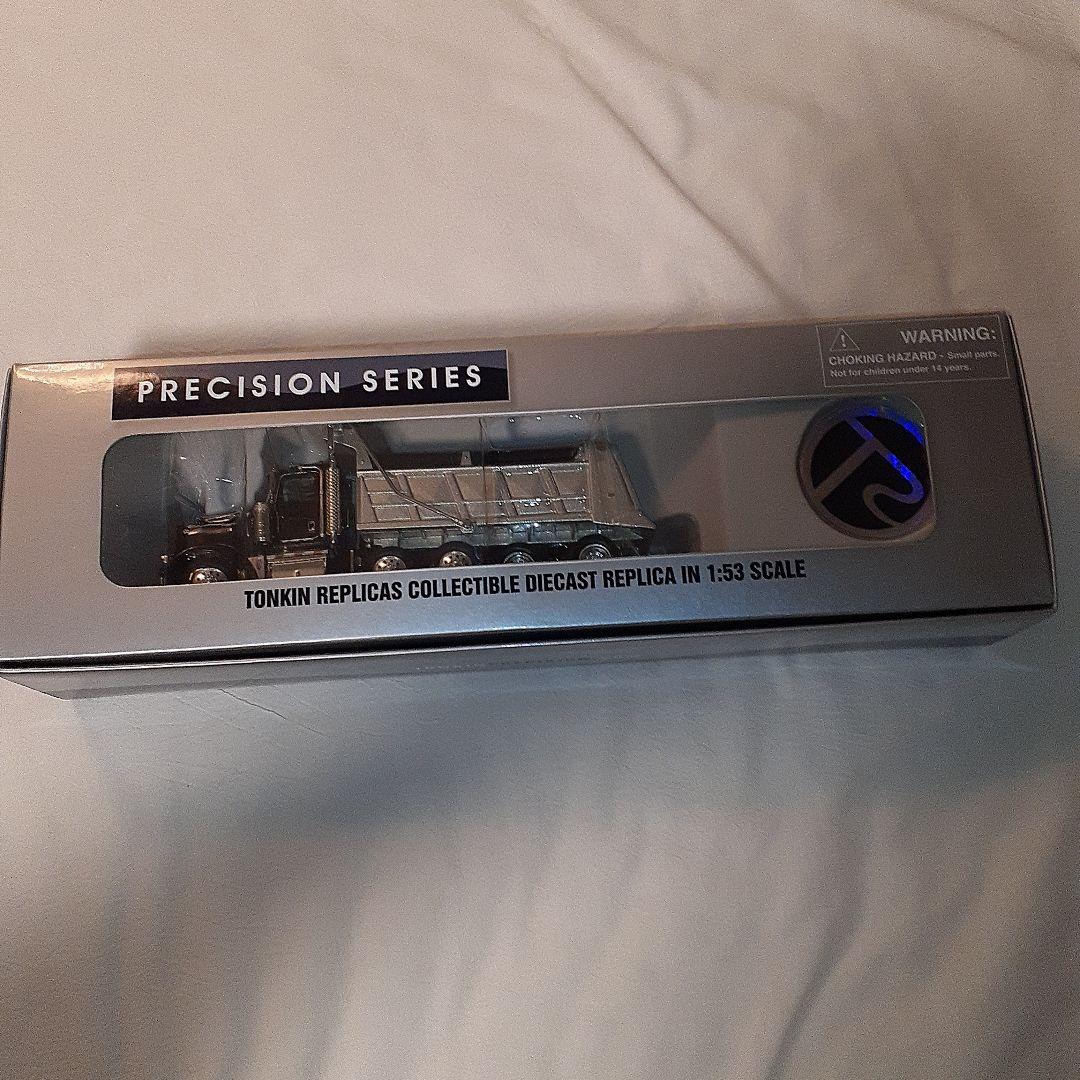 PRECISION SERIES
WARNING:
CHOKING HAZARD - Small parts.
Not for children under 14 years.
TR
TONKIN REPLICAS COLLECTIBLE DIECAST REPLICA IN 1:53 SCALE